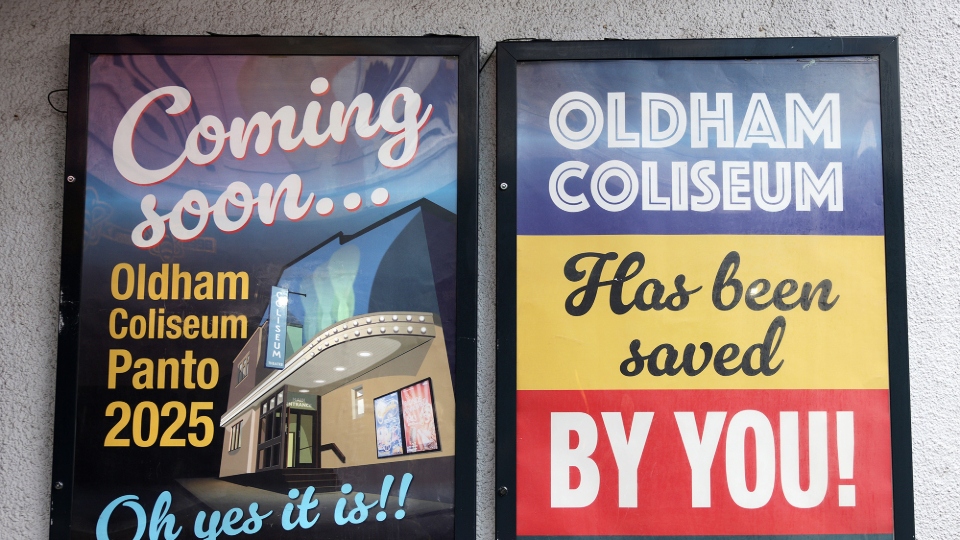 Coming
soon...
Oldham
Coliseum
Panto
2025
COLISEUM
Oh yes it is!!
OLDHAM
COLISEUM
Has been
saved
BY YOU!